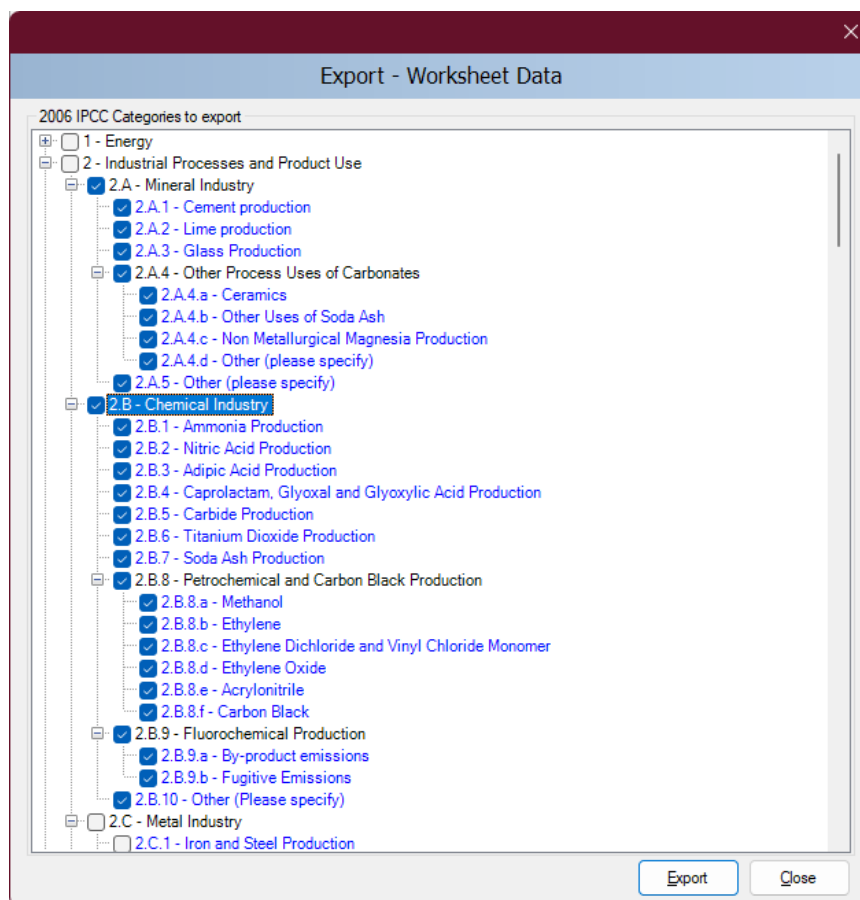 Export - Worksheet Data
2006 IPCC Categories to export
1 - Energy
2 - Industrial Processes and Product Use
2.A - Mineral Industry
2.A.1 - Cement production
2.A.2 - Lime production
2.A.3 - Glass Production
2.A.4 - Other Process Uses of Carbonates
2.A.4.a - Ceramics
2.A.4.b - Other Uses of Soda Ash
2.A.4.c - Non Metallurgical Magnesia Production
2.A.4.d - Other (please specify)
2.A.5 - Other (please specify)
2.B - Chemical Industry
2.B.1 - Ammonia Production
2.B.2 - Nitric Acid Production
2.B.3 - Adipic Acid Production
2.B.4 - Caprolactam, Glyoxal and Glyoxylic Acid Production
2.B.5 - Carbide Production
2.B.6 - Titanium Dioxide Production
2.B.7 - Soda Ash Production
2.B.8 - Petrochemical and Carbon Black Production
2.B.8.a - Methanol
2.B.8.b - Ethylene
2.B.8.c - Ethylene Dichloride and Vinyl Chloride Monomer
2.B.8.d - Ethylene Oxide
2.B.8.e - Acrylonitrile
2.B.8.f - Carbon Black
2.B.9 - Fluorochemical Production
2.B.9.a - By-product emissions
2.B.9.b - Fugitive Emissions
2.B.10 - Other (Please specify)
2.C - Metal Industry
2.C.1 - Iron and Steel Production
Export Close